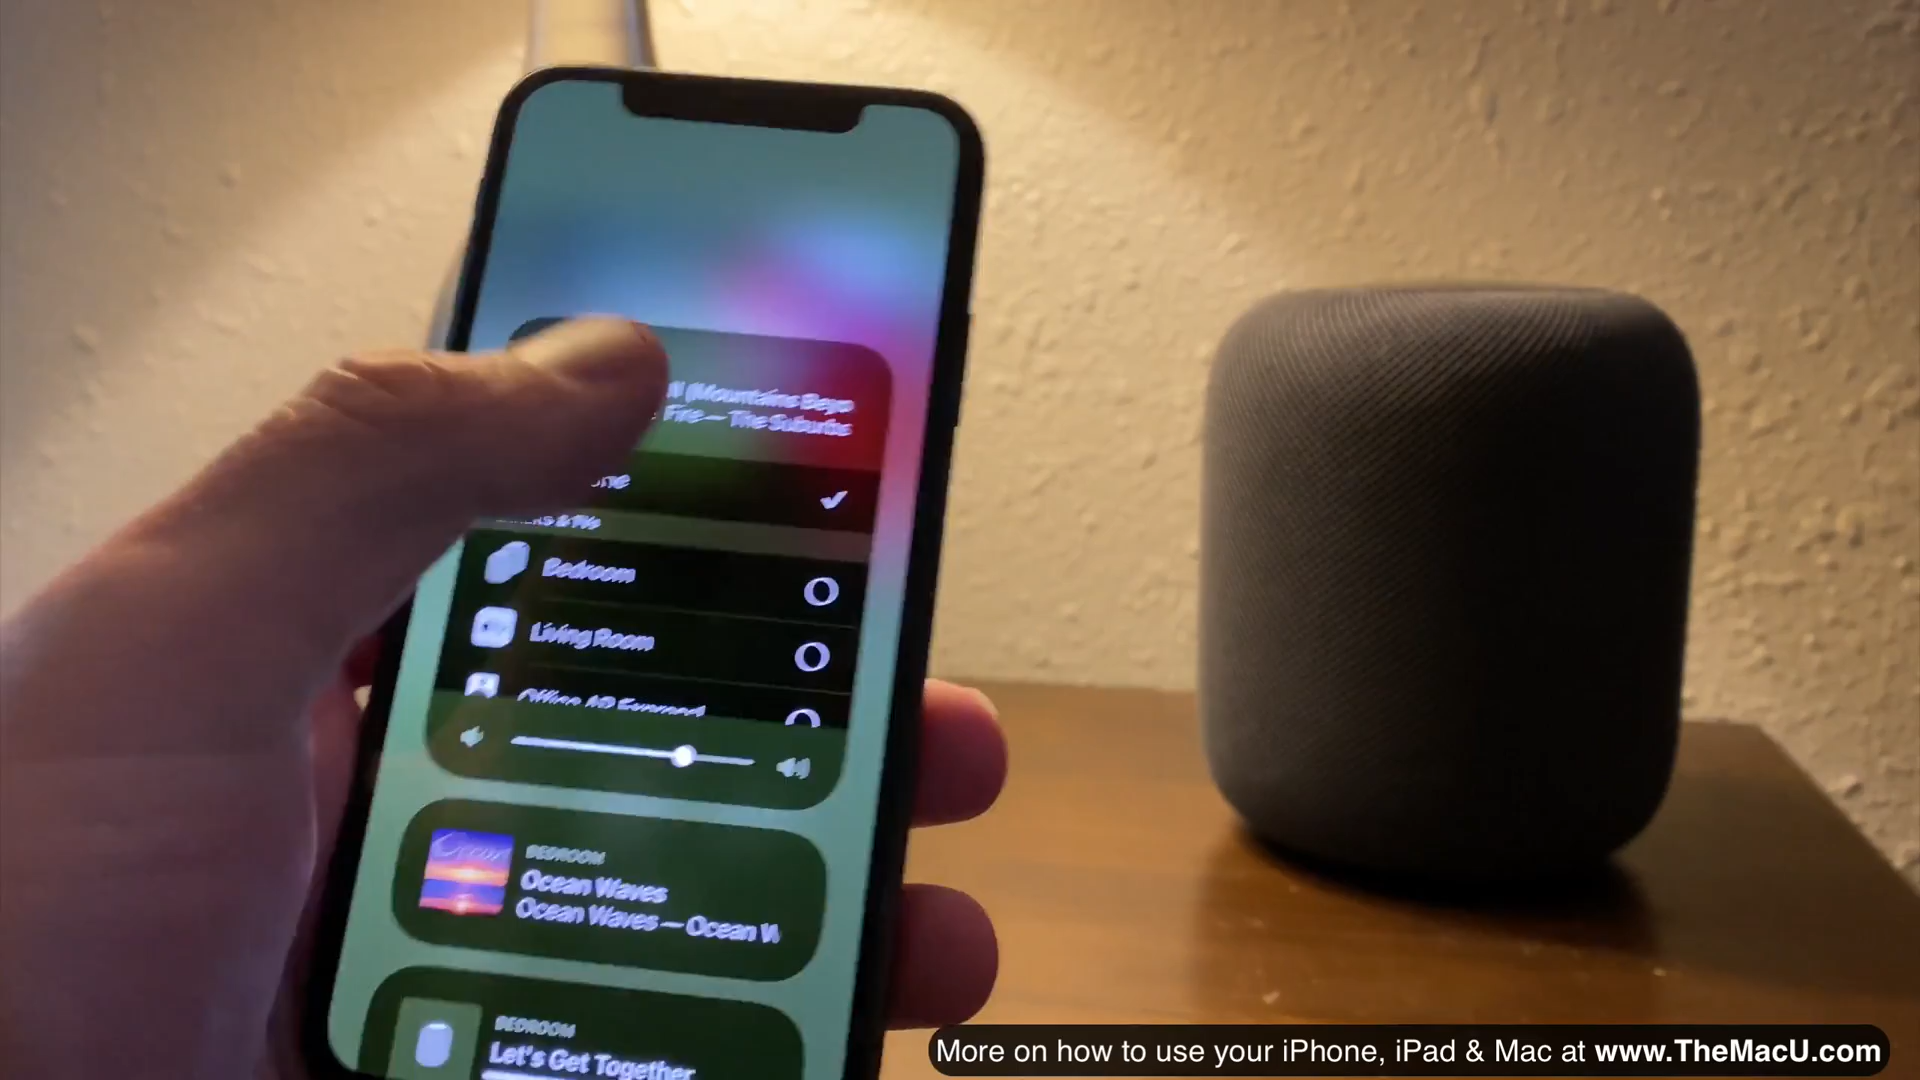 ll (Mountains Beyo
Fire — The Suburbs
Bedroom
Living Room
BEDROOM
Ocean Waves
Ocean Waves — Ocean W
BEDROOM
Let's Get Together
More on how to use your iPhone, iPad & Mac at www.TheMacU.com